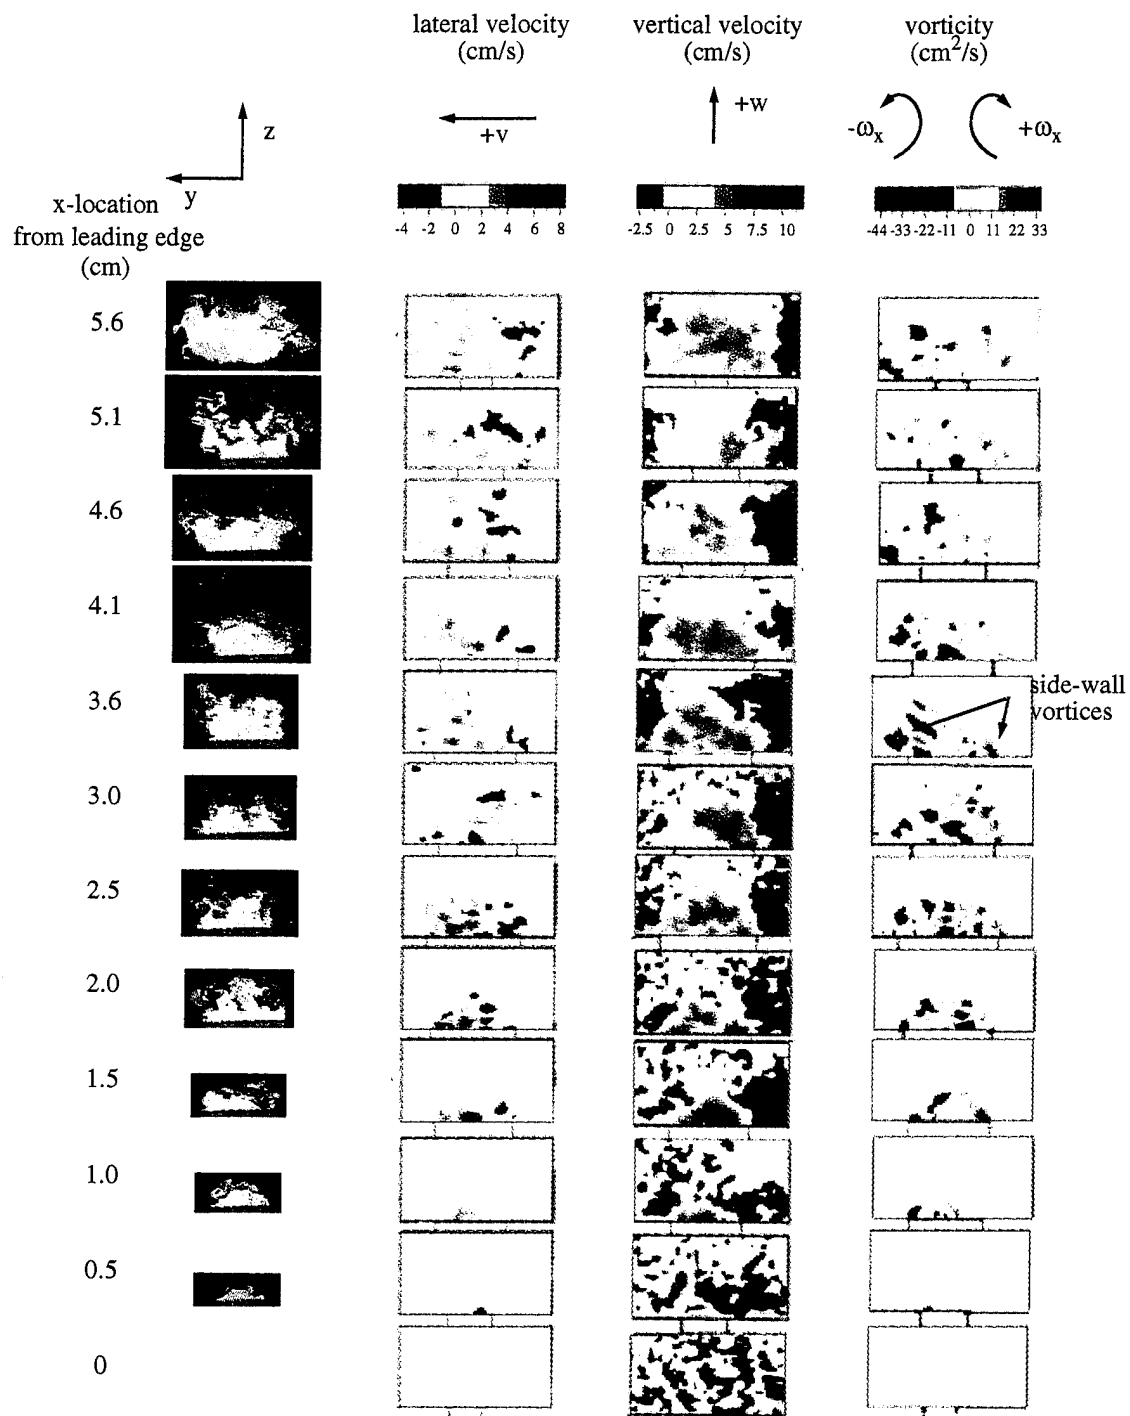 lateral velocity
(cm/s)
vertical velocity
(cm/s)
vorticity
(cm²/s)
+v
+w
-ωx
+ωx
z
y
-4 -2 0 2 4 6 8
-2.5 0 2.5 5 7.5 10
-44 -33 -22 -11 0 11 22 33
x-location
from leading edge
(cm)
5.6
5.1
4.6
4.1
3.6
side-wall
vortices
3.0
2.5
2.0
1.5
1.0
0.5
0